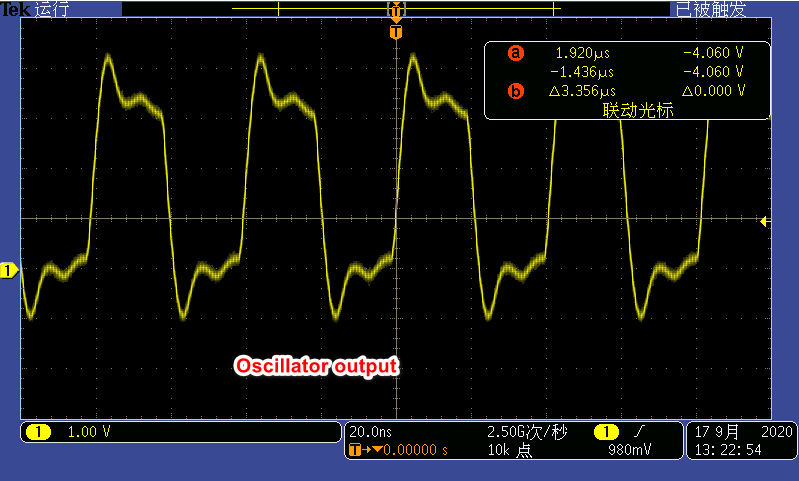 Tek 运行
已被触发
T
T
a 1.920µs -4.060 V
-1.436µs -4.060 V
b △3.356µs △0.000 V
联动光标
1
Oscillator output
1 1.00 V
20.0ns 2.50G次/秒 1
T→▼0.00000 s 10k 点 980mV
17 9月 2020
13:22:54